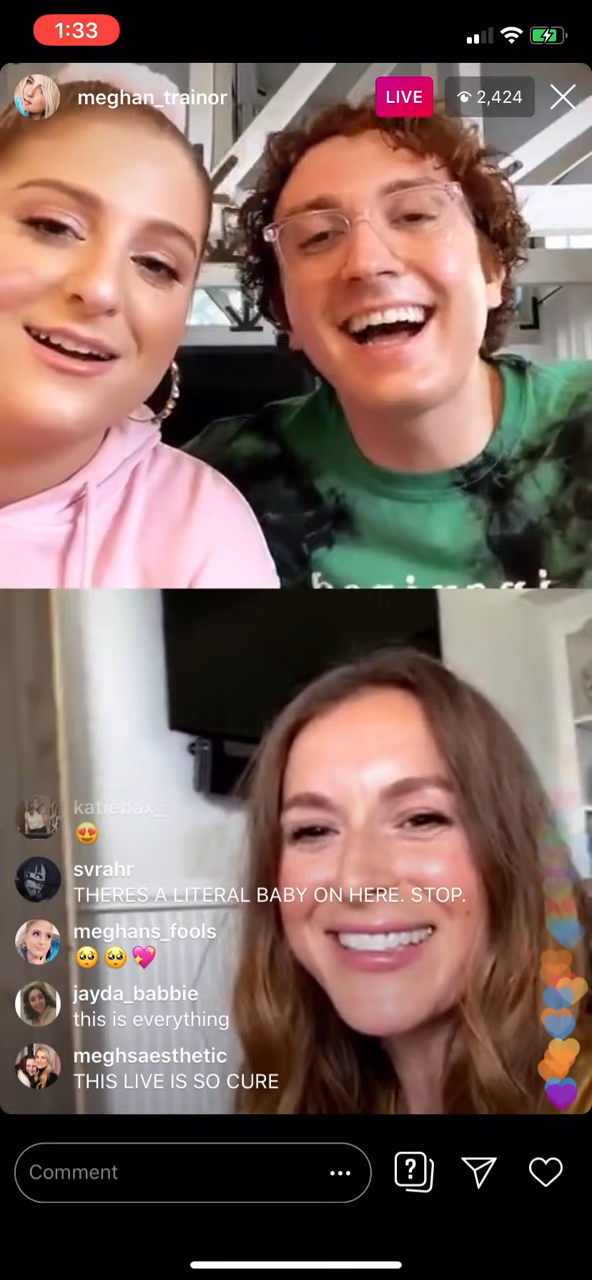 1:33
meghan_trainor
LIVE
2,424
katiebax_
😍
svrahr
THERES A LITERAL BABY ON HERE. STOP.
meghans_fools
🥺🥺💖
jayda_babbie
this is everything
meghsaesthetic
THIS LIVE IS SO CURE
Comment